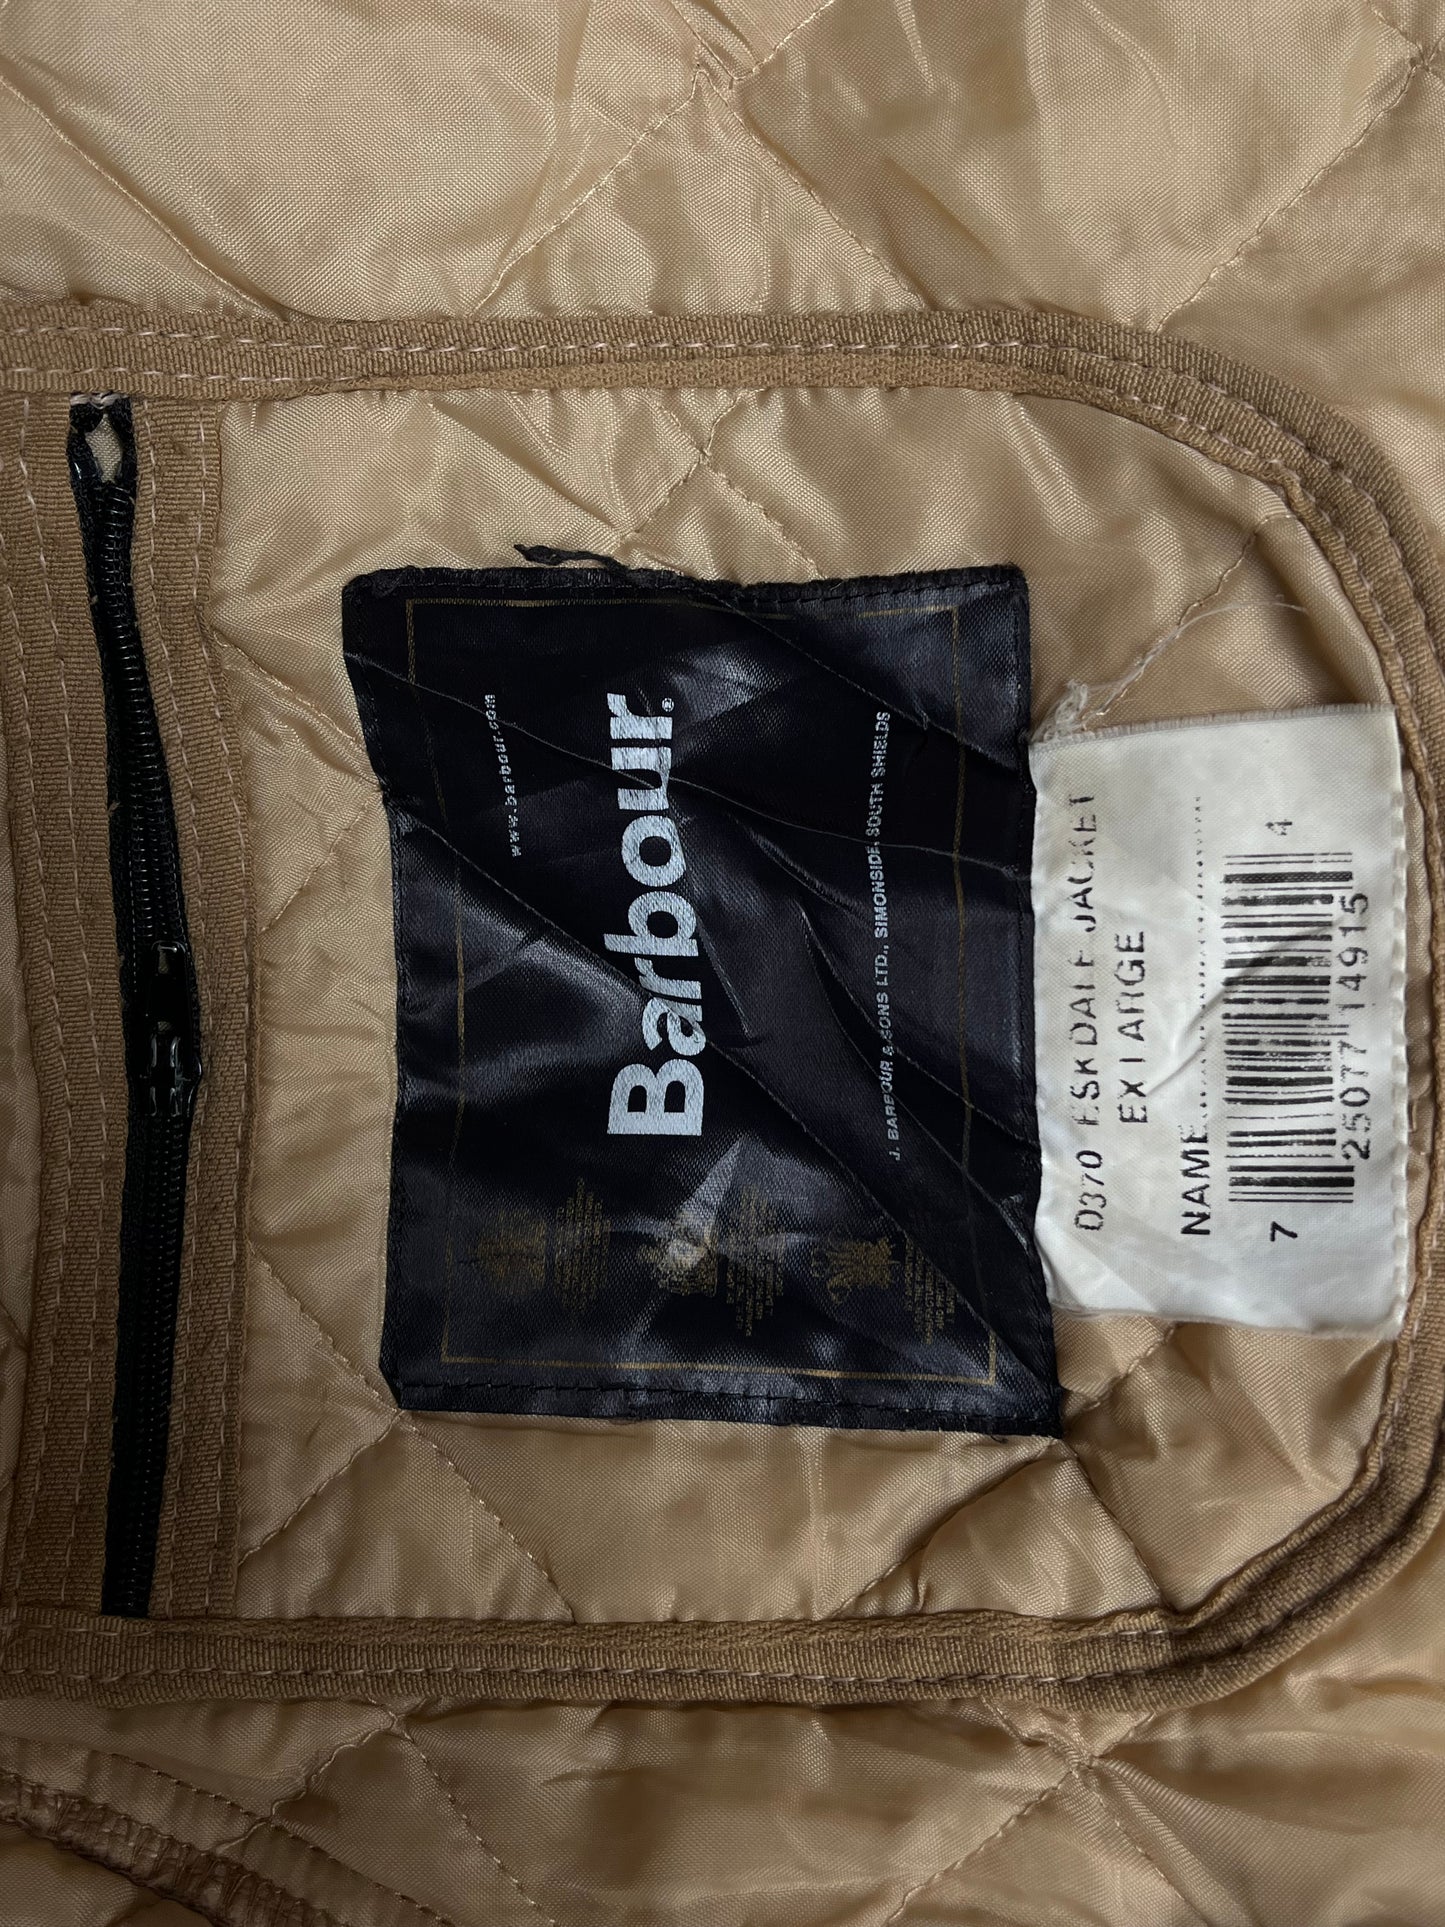 www.barbour.com
Barbour®
J. BARBOUR & SONS LTD., SIMONSIDE, SOUTH SHIELDS
D370 ESKDALE JACKET
EX LARGE
NAME
7 25077 14915 4